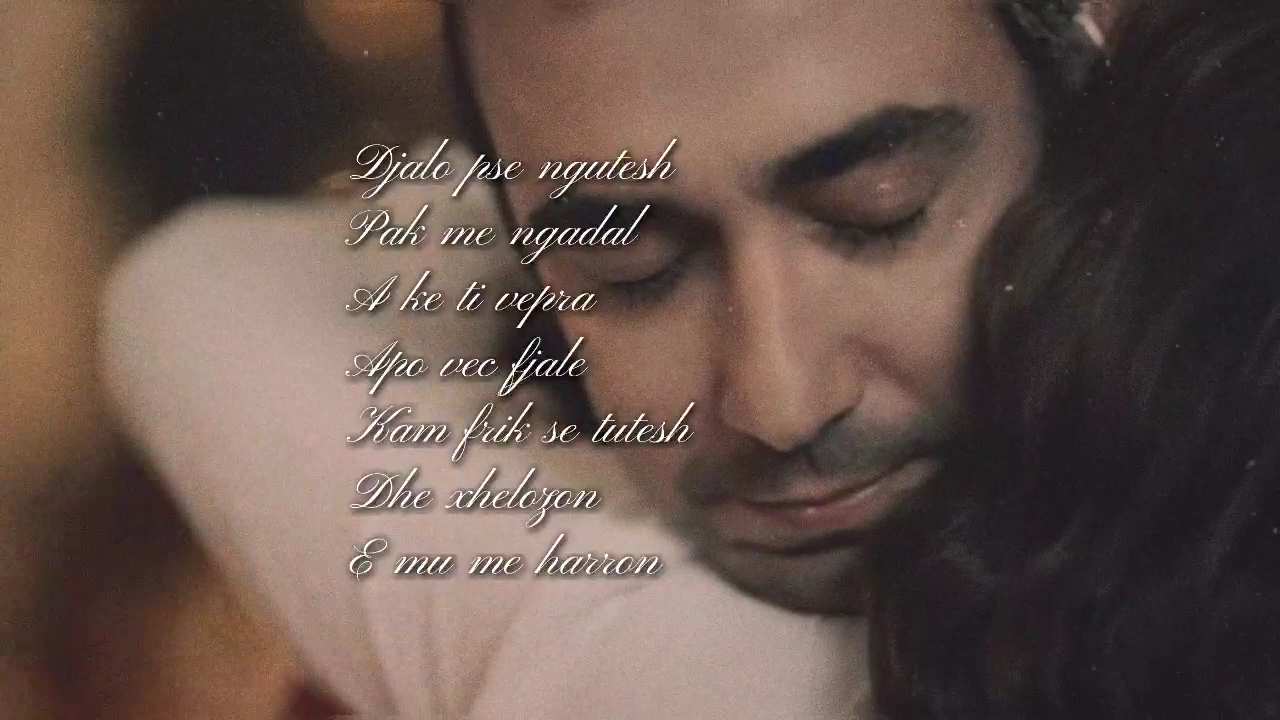 Djalo pse ngutesh
Pak me ngadal
A ke ti vepra
Apo vec fjale
Kam frik se tutesh
Dhe xhelozon
E mu me harron